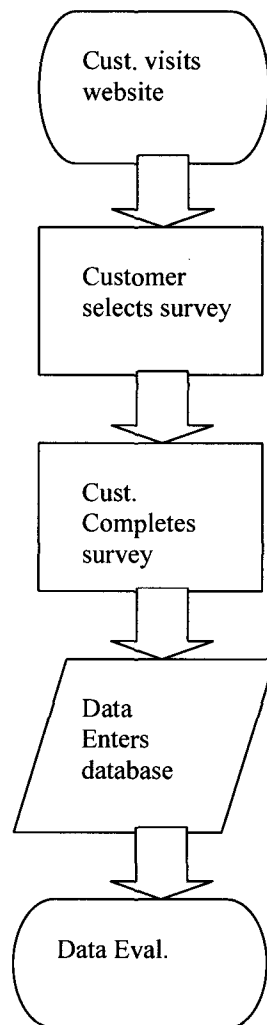 Cust. visits
website
Customer
selects survey
Cust.
Completes
survey
Data
Enters
database
Data Eval.